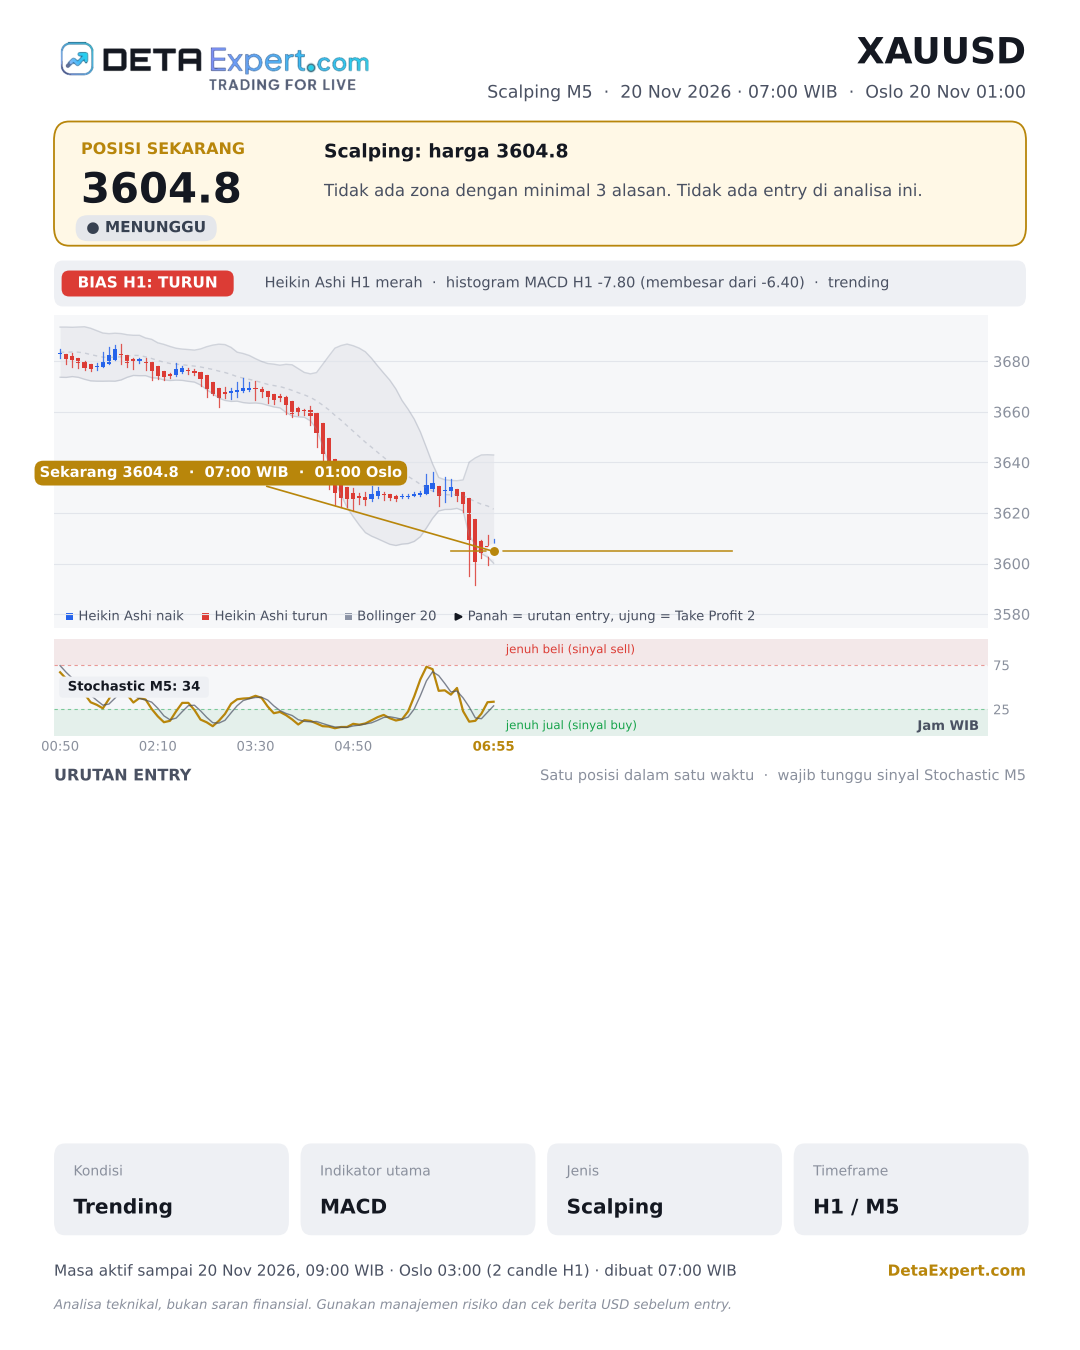 DETA Expert.com
TRADING FOR LIVE
XAUUSD
Scalping M5 · 20 Nov 2026 · 07:00 WIB · Oslo 20 Nov 01:00
POSISI SEKARANG
3604.8
● MENUNGGU
Scalping: harga 3604.8
Tidak ada zona dengan minimal 3 alasan. Tidak ada entry di analisa ini.
BIAS H1: TURUN
Heikin Ashi H1 merah · histogram MACD H1 -7.80 (membesar dari -6.40) · trending
3680
3660
3640
3620
3600
3580
Sekarang 3604.8 · 07:00 WIB · 01:00 Oslo
Heikin Ashi naik
Heikin Ashi turun
Bollinger 20
Panah = urutan entry, ujung = Take Profit 2
jenuh beli (sinyal sell)
75
Stochastic M5: 34
25
jenuh jual (sinyal buy)
Jam WIB
00:50 02:10 03:30 04:50 06:55
URUTAN ENTRY
Satu posisi dalam satu waktu · wajib tunggu sinyal Stochastic M5
Kondisi
Trending
Indikator utama
MACD
Jenis
Scalping
Timeframe
H1 / M5
Masa aktif sampai 20 Nov 2026, 09:00 WIB · Oslo 03:00 (2 candle H1) · dibuat 07:00 WIB
DetaExpert.com
Analisa teknikal, bukan saran finansial. Gunakan manajemen risiko dan cek berita USD sebelum entry.